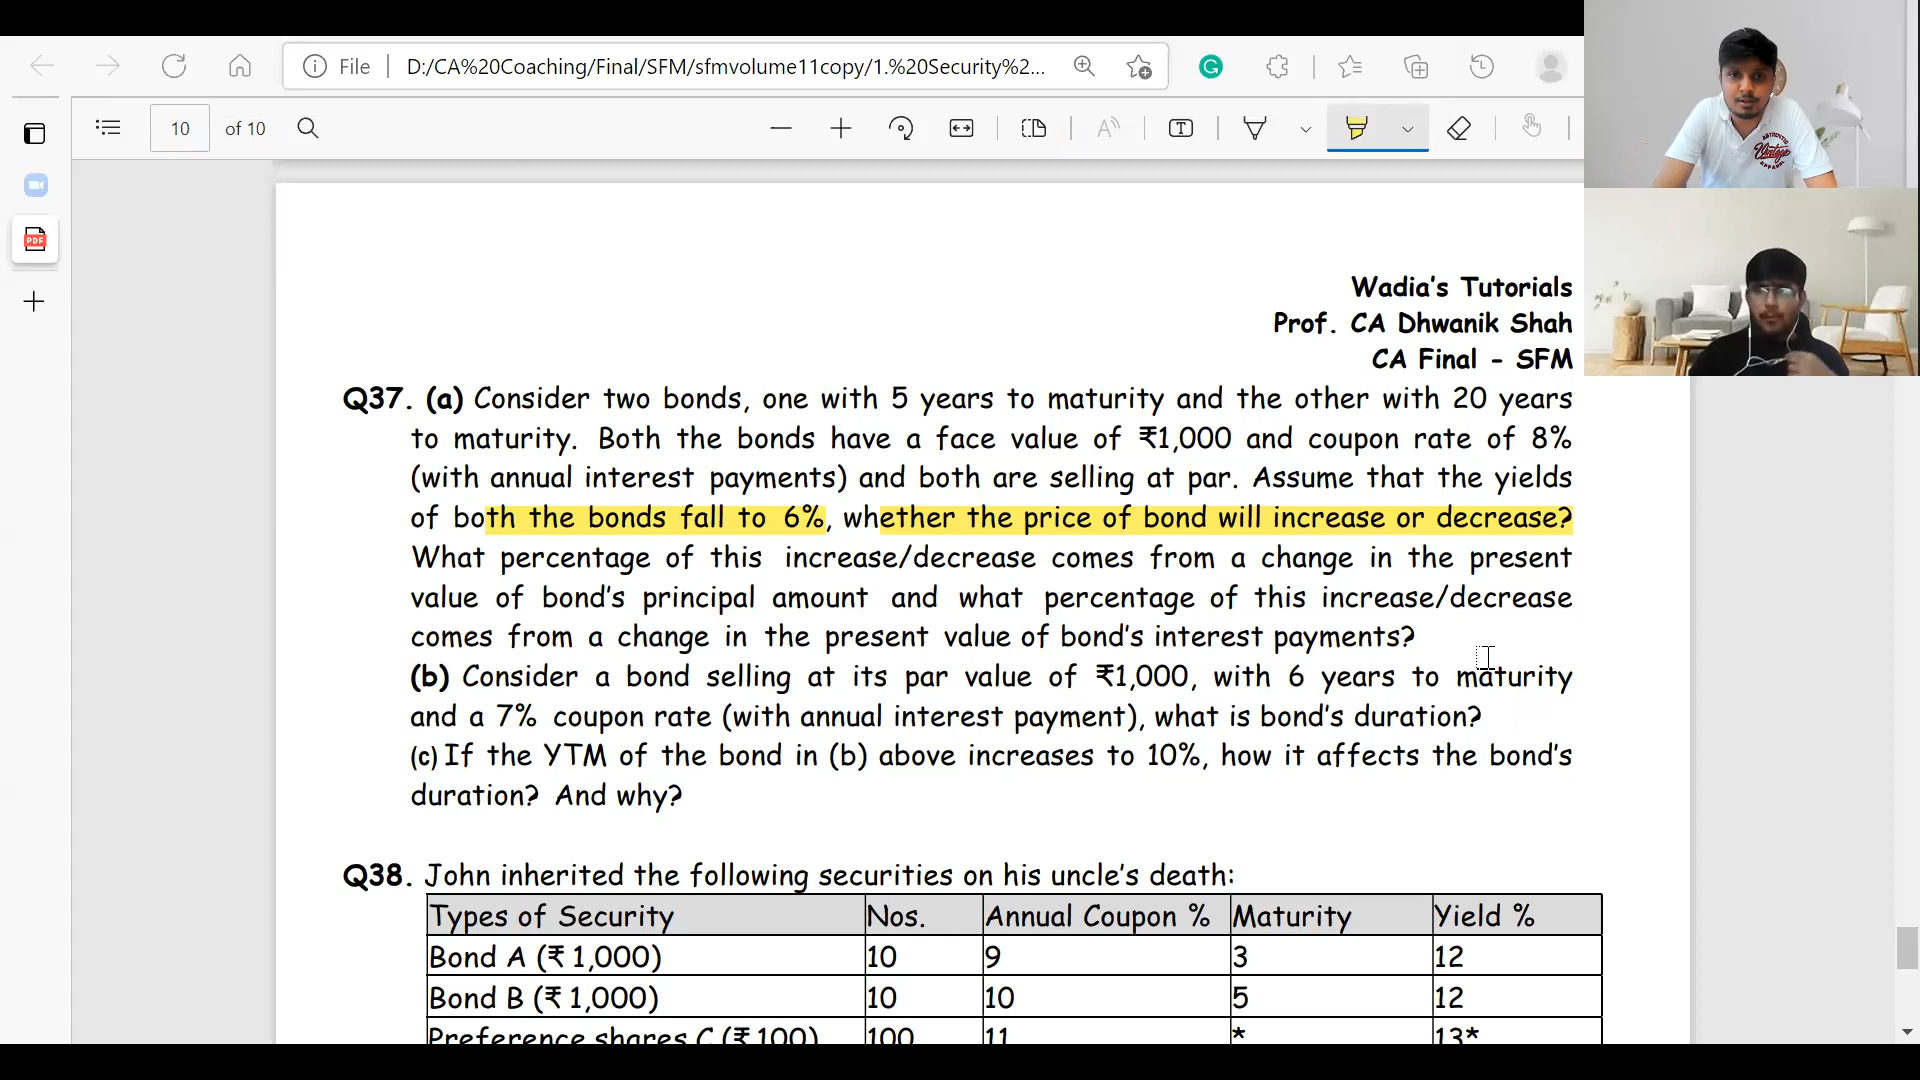 File
D:/CA%20Coaching/Final/SFM/sfmvolume11copy/1.%20Security%2...
10 of 10
Wadia's Tutorials
Prof. CA Dhwanik Shah
CA Final - SFM
Q37. (a) Consider two bonds, one with 5 years to maturity and the other with 20 years
to maturity. Both the bonds have a face value of ₹1,000 and coupon rate of 8%
(with annual interest payments) and both are selling at par. Assume that the yields
of both the bonds fall to 6%, whether the price of bond will increase or decrease?
What percentage of this increase/decrease comes from a change in the present
value of bond's principal amount and what percentage of this increase/decrease
comes from a change in the present value of bond's interest payments?
(b) Consider a bond selling at its par value of ₹1,000, with 6 years to maturity
and a 7% coupon rate (with annual interest payment), what is bond's duration?
(c) If the YTM of the bond in (b) above increases to 10%, how it affects the bond's
duration? And why?
Q38. John inherited the following securities on his uncle's death:
Types of Security Nos. Annual Coupon % Maturity Yield %
Bond A (₹ 1,000) 10 9 3 12
Bond B (₹ 1,000) 10 10 5 12
Preference shares C (₹ 100) 100 11 * 13*
AUTHENTIC
Vintage
APPAREL
PDF